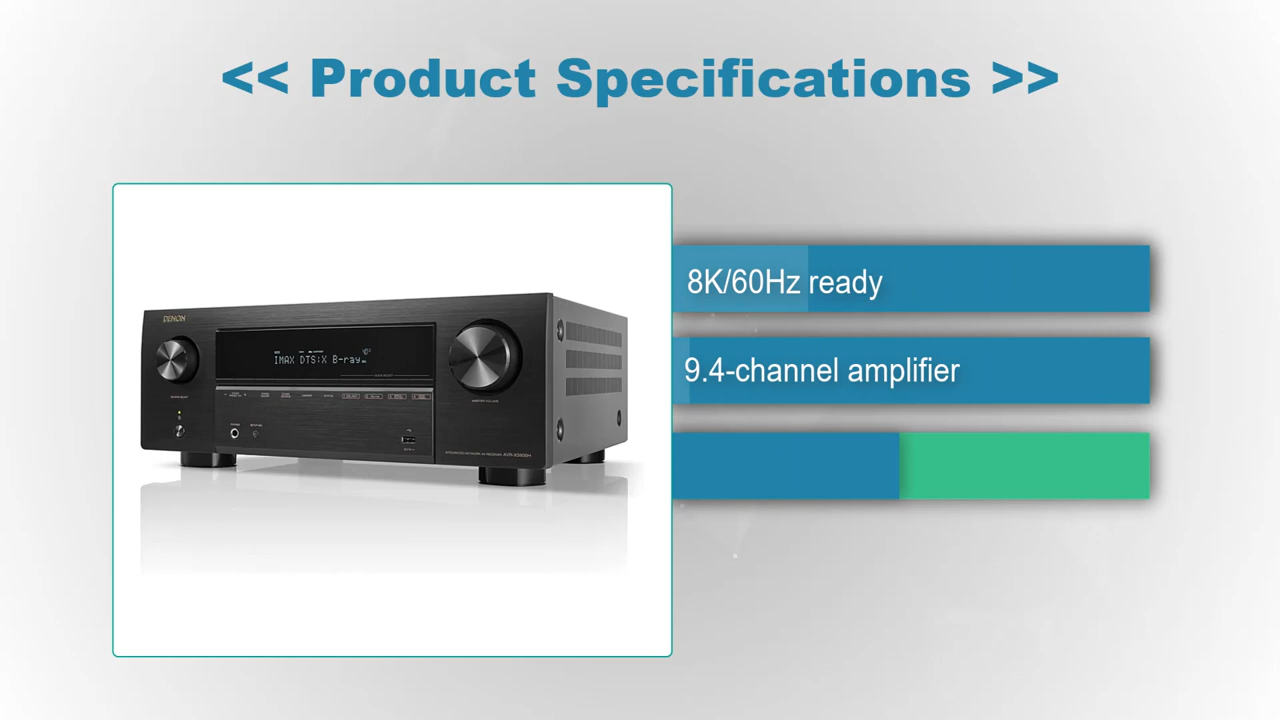 << Product Specifications >>
8K/60Hz ready
9.4-channel amplifier
DENON
IMAX DTS:X B-ray